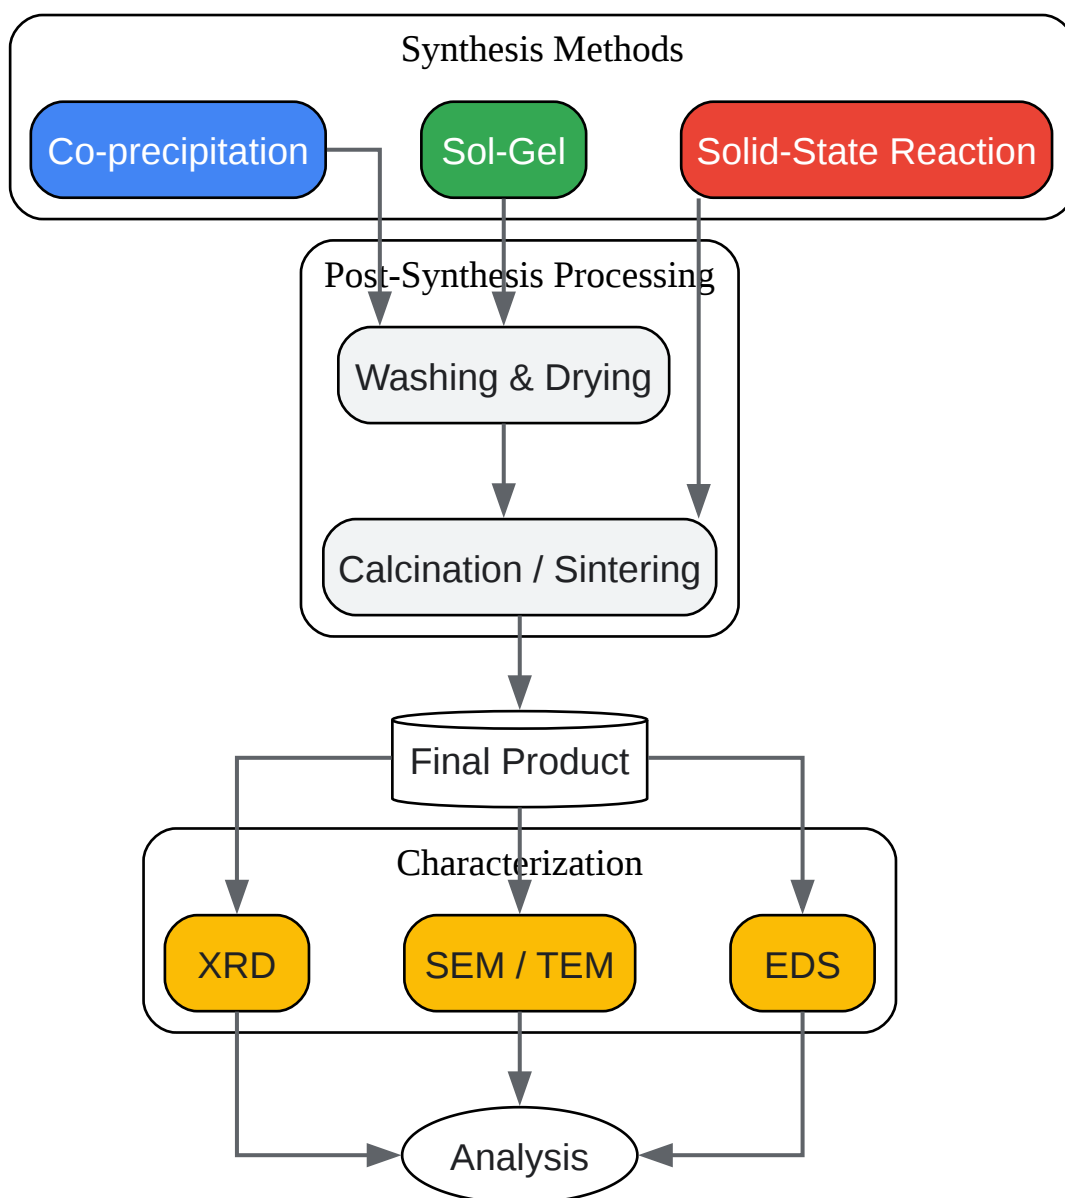 Synthesis Methods
Co-precipitation
Sol-Gel
Solid-State Reaction
Post-Synthesis Processing
Washing & Drying
Calcination / Sintering
Final Product
Characterization
XRD
SEM / TEM
EDS
Analysis